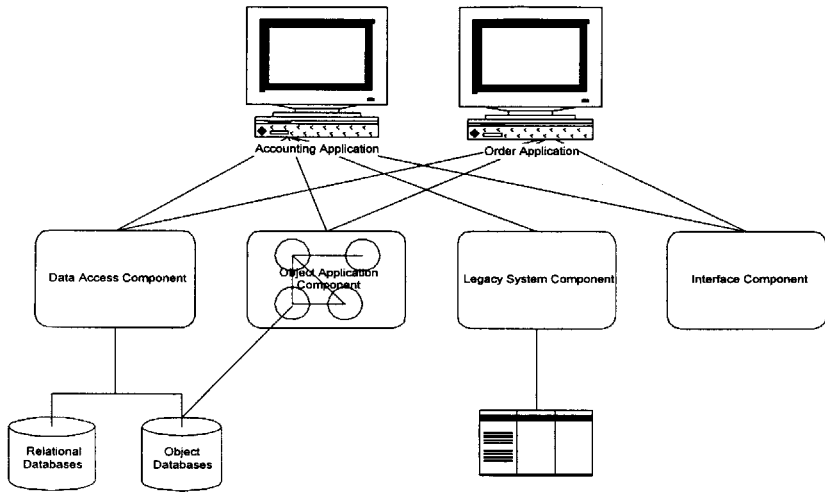 Accounting Application
Order Application
Data Access Component
Object Application
Component
Legacy System Component
Interface Component
Relational
Databases
Object
Databases